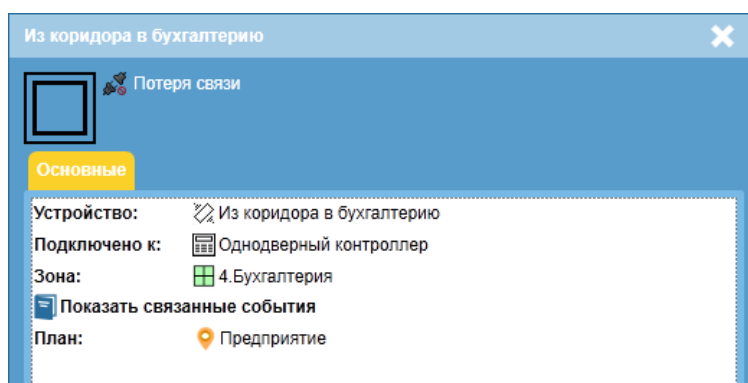 Из коридора в бухгалтерию
Потеря связи
Основные
Устройство: Из коридора в бухгалтерию
Подключено к: Однодверный контроллер
Зона: 4.Бухгалтерия
Показать связанные события
План: Предприятие